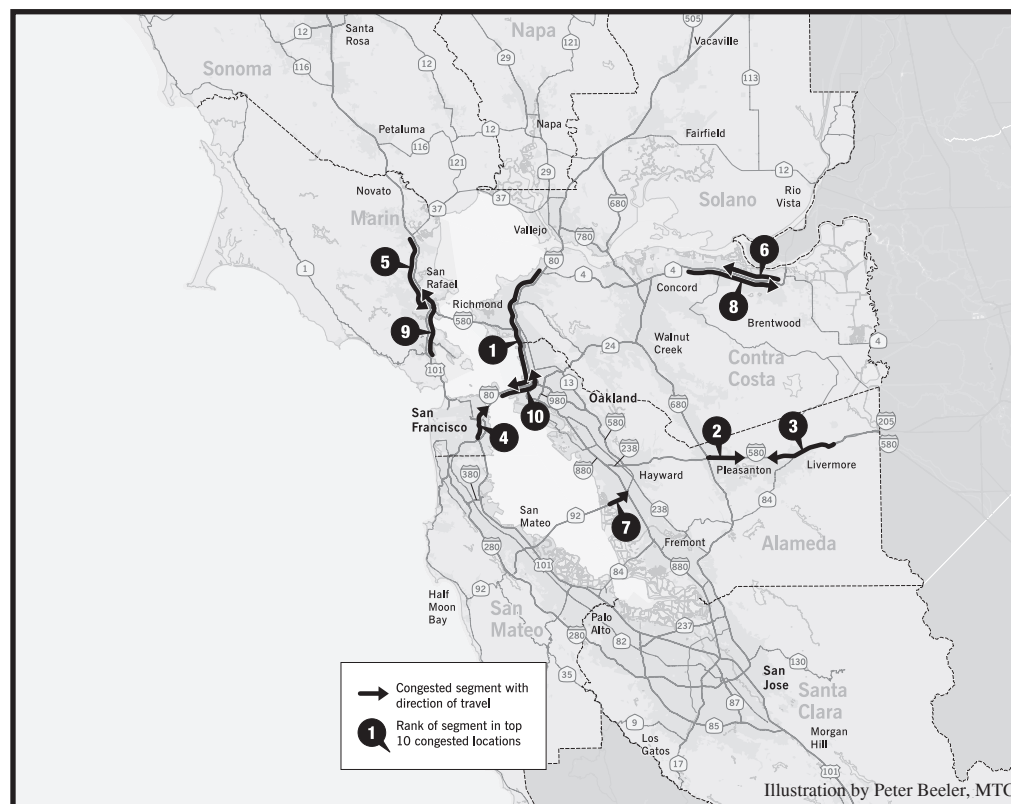 12
Santa
Rosa
Napa
29
121
505
Vacaville
Sonoma
116
12
12
113
Petaluma
116
12
Napa
Fairfield
121
29
12
Novato
37
37
680
Solano
Rio
Vista
Marin
Vallejo
780
80
6
5
San
Rafael
4
4
Concord
1
Richmond
8
Brentwood
9
580
1
Walnut
Creek
4
101
24
Contra
Costa
80
13
980
Oakland
10
680
San
Francisco
4
580
205
580
238
2
3
580
380
880
Hayward
Pleasanton
Livermore
84
San
Mateo
92
7
238
280
Fremont
Alameda
101
84
880
Half
Moon
Bay
92
San
Mateo
280
Palo
Alto
82
237
35
130
San
Jose
Santa
Clara
87
9
85
Morgan
Hill
Los
Gatos
17
101
Congested segment with
direction of travel
1
Rank of segment in top
10 congested locations
Illustration by Peter Beeler, MTC